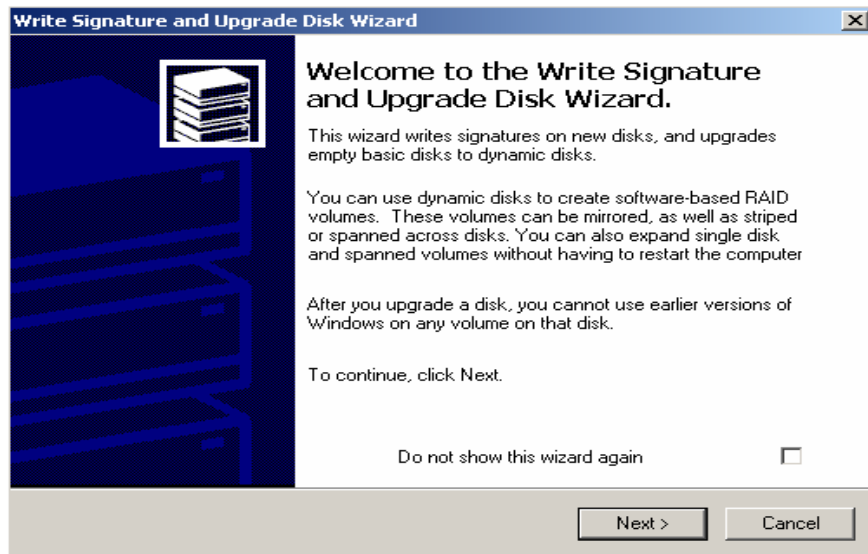 Write Signature and Upgrade Disk Wizard
Welcome to the Write Signature
and Upgrade Disk Wizard.
This wizard writes signatures on new disks, and upgrades
empty basic disks to dynamic disks.
You can use dynamic disks to create software-based RAID
volumes.  These volumes can be mirrored, as well as striped
or spanned across disks. You can also expand single disk
and spanned volumes without having to restart the computer
After you upgrade a disk, you cannot use earlier versions of
Windows on any volume on that disk.
To continue, click Next.
Do not show this wizard again
Next >
Cancel